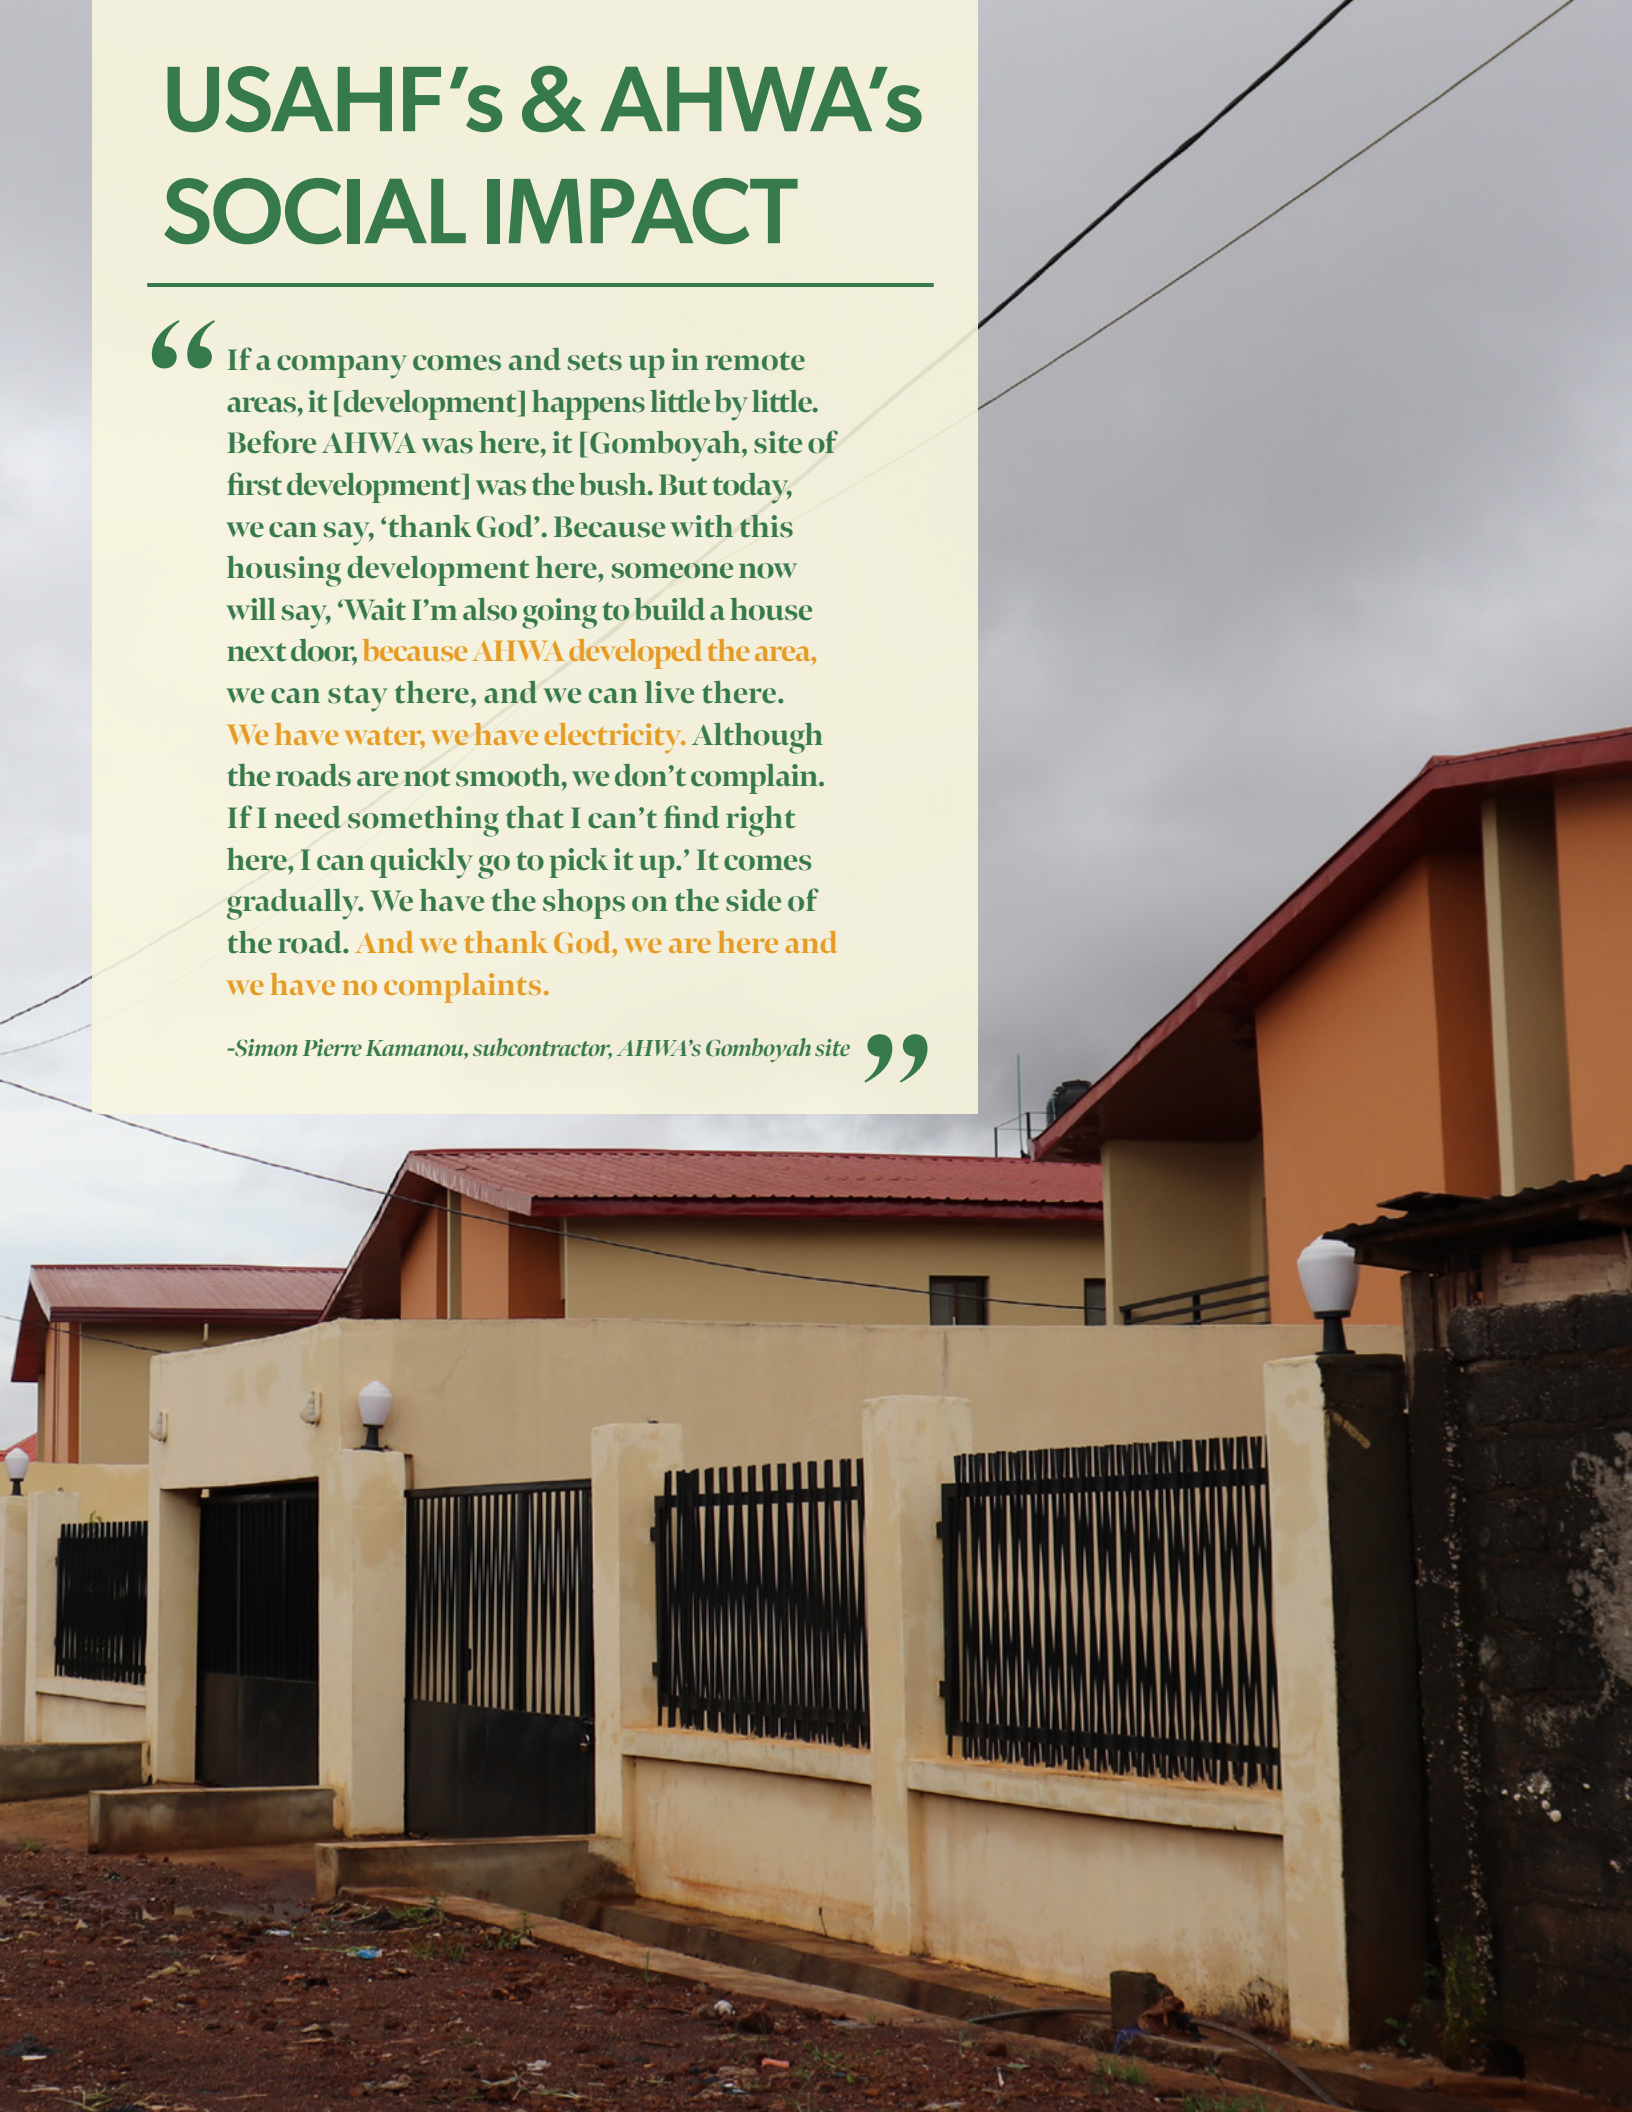 USAHF’s & AHWA’s
SOCIAL IMPACT
“ If a company comes and sets up in remote
areas, it [development] happens little by little.
Before AHWA was here, it [Gomboyah, site of
first development] was the bush. But today,
we can say, ‘thank God’. Because with this
housing development here, someone now
will say, ‘Wait I’m also going to build a house
next door, because AHWA developed the area,
we can stay there, and we can live there.
We have water, we have electricity. Although
the roads are not smooth, we don’t complain.
If I need something that I can’t find right
here, I can quickly go to pick it up.’ It comes
gradually. We have the shops on the side of
the road. And we thank God, we are here and
we have no complaints.
-Simon Pierre Kamanou, subcontractor, AHWA’s Gomboyah site ”